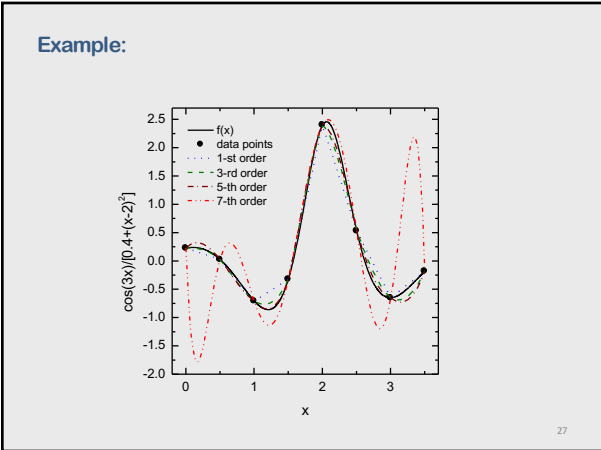 Example:
2.5
2.0
1.5
1.0
0.5
0.0
-0.5
-1.0
-1.5
-2.0
cos(3x)/[0.4+(x-2)²]
f(x)
data points
1-st order
3-rd order
5-th order
7-th order
0 1 2 3
x
27